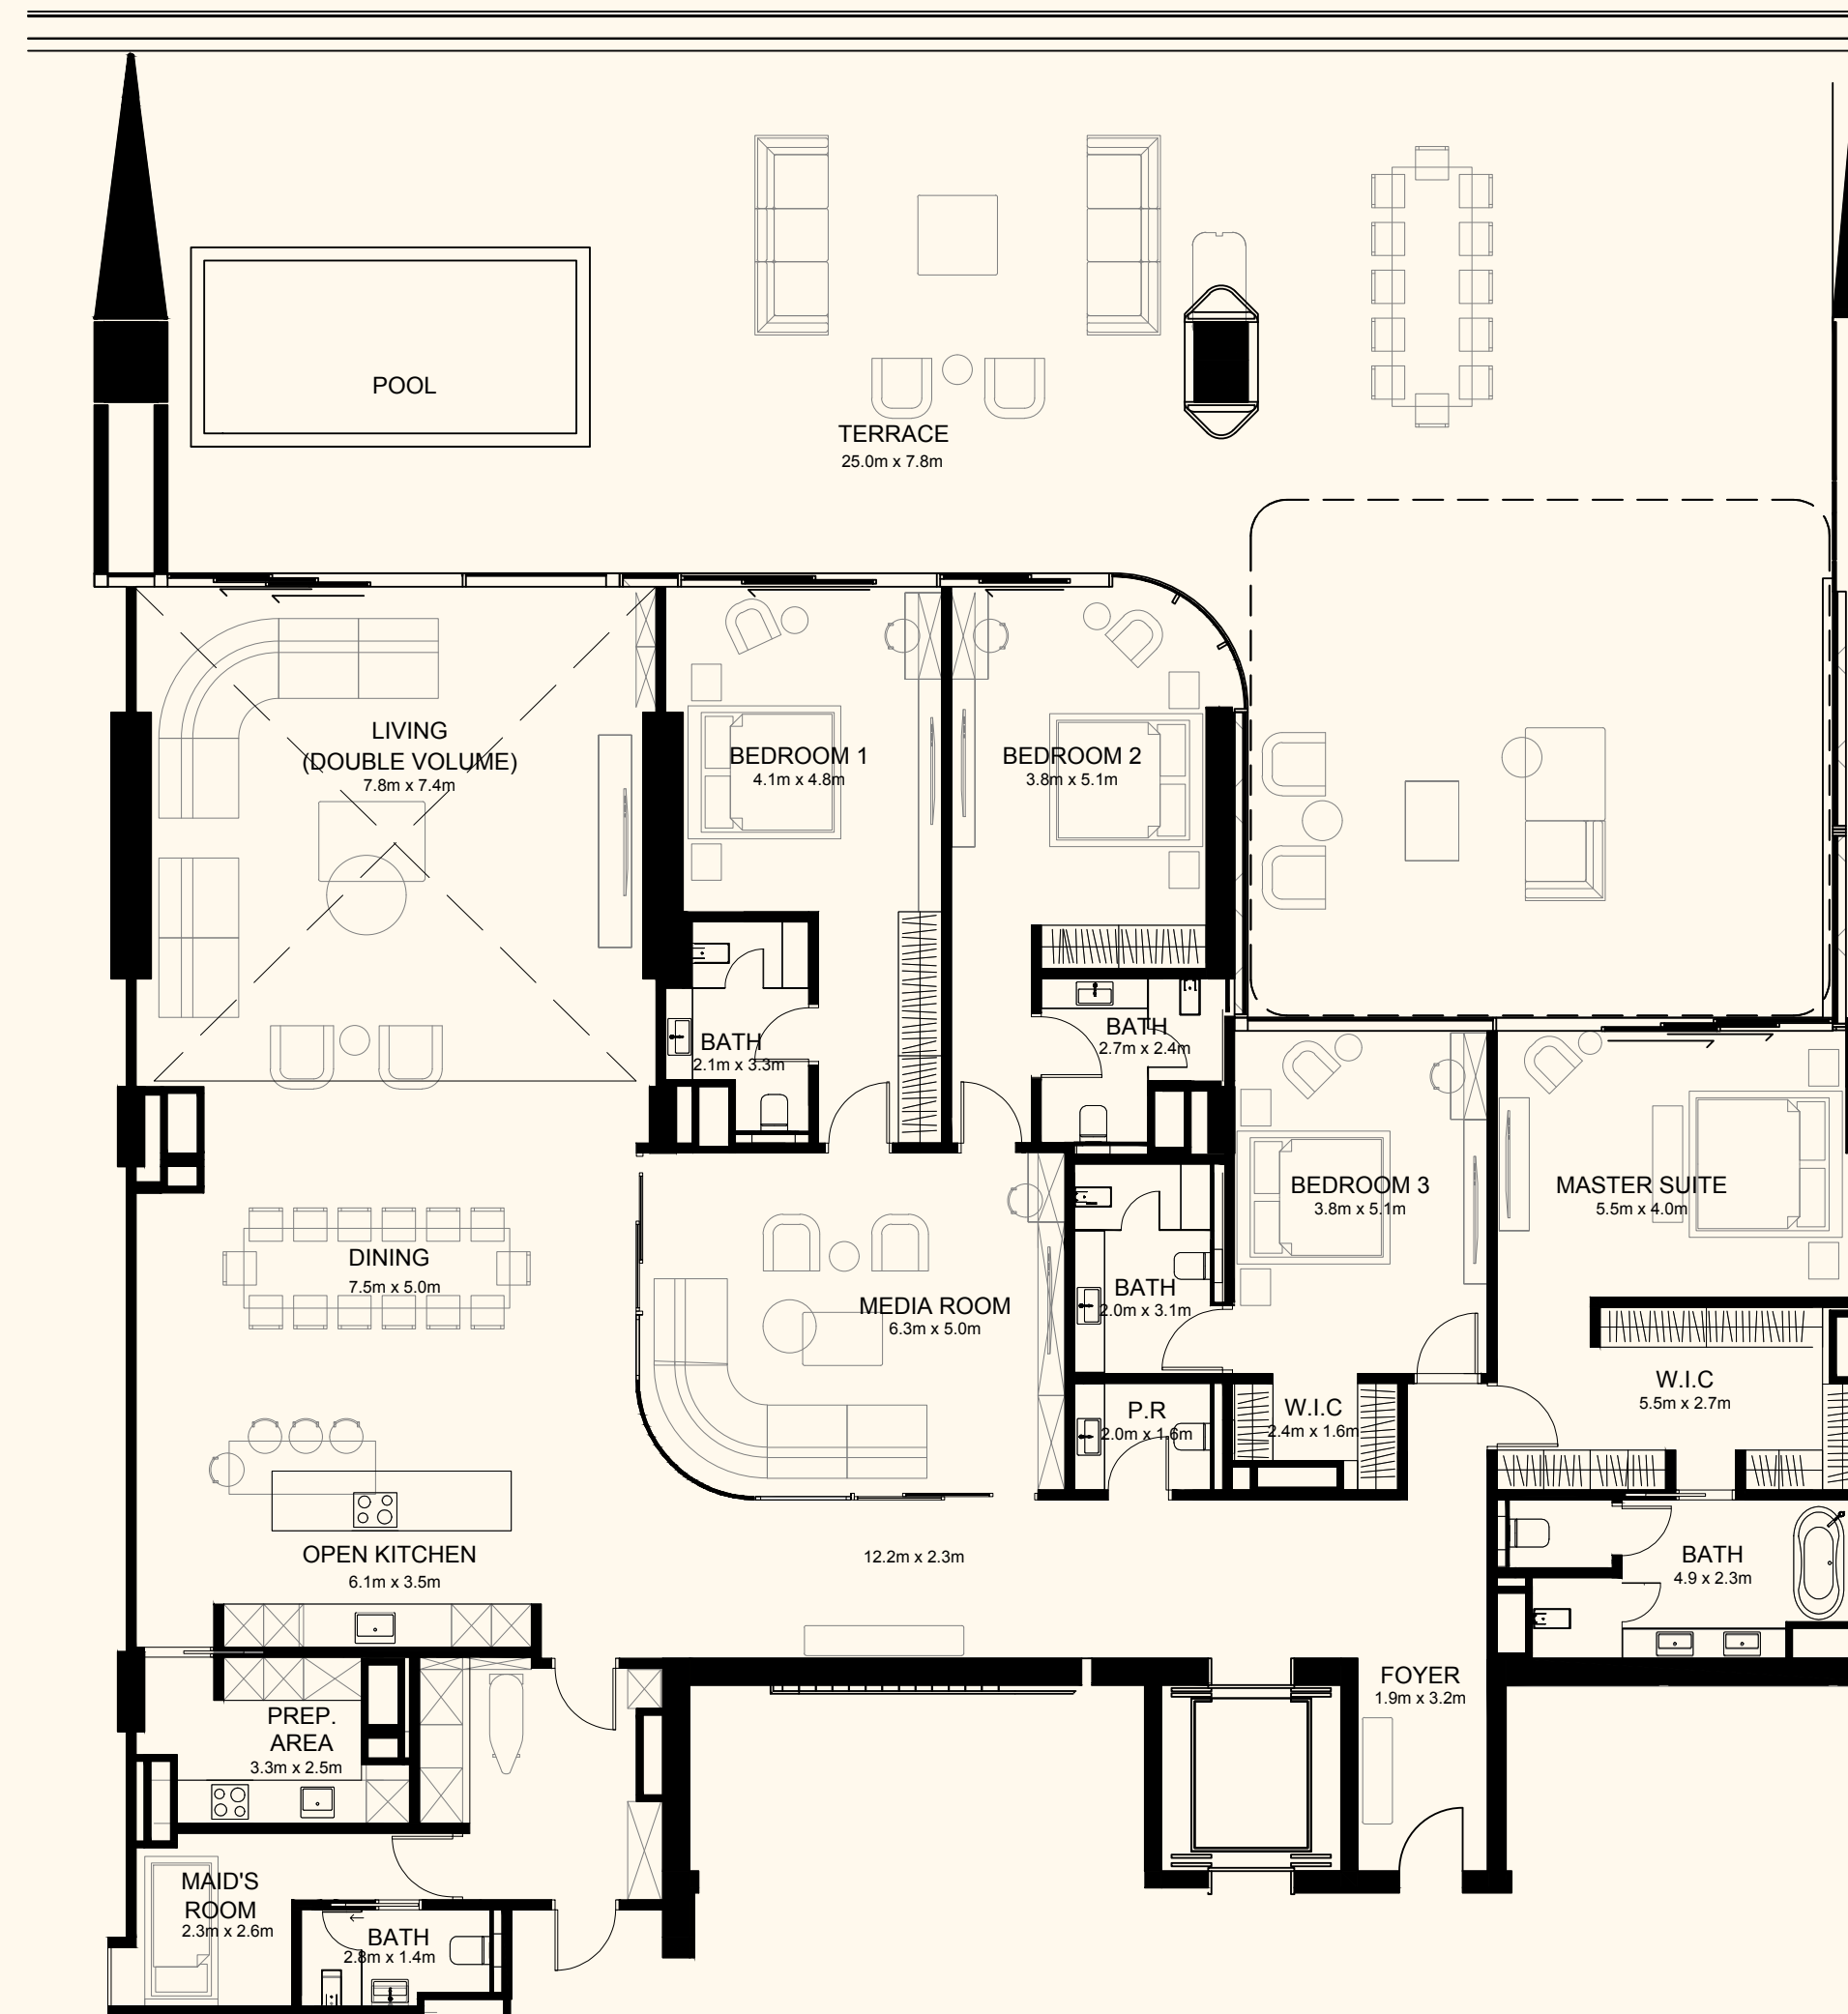 POOL
TERRACE
25.0m x 7.8m
LIVING
(DOUBLE VOLUME)
7.8m x 7.4m
BEDROOM 1
4.1m x 4.8m
BEDROOM 2
3.8m x 5.1m
BATH
2.1m x 3.3m
BATH
2.7m x 2.4m
BEDROOM 3
3.8m x 5.1m
MASTER SUITE
5.5m x 4.0m
DINING
7.5m x 5.0m
MEDIA ROOM
6.3m x 5.0m
BATH
2.0m x 3.1m
P.R
2.0m x 1.6m
W.I.C
2.4m x 1.6m
W.I.C
5.5m x 2.7m
OPEN KITCHEN
6.1m x 3.5m
12.2m x 2.3m
BATH
4.9 x 2.3m
FOYER
1.9m x 3.2m
PREP.
AREA
3.3m x 2.5m
MAID'S
ROOM
2.3m x 2.6m
BATH
2.8m x 1.4m